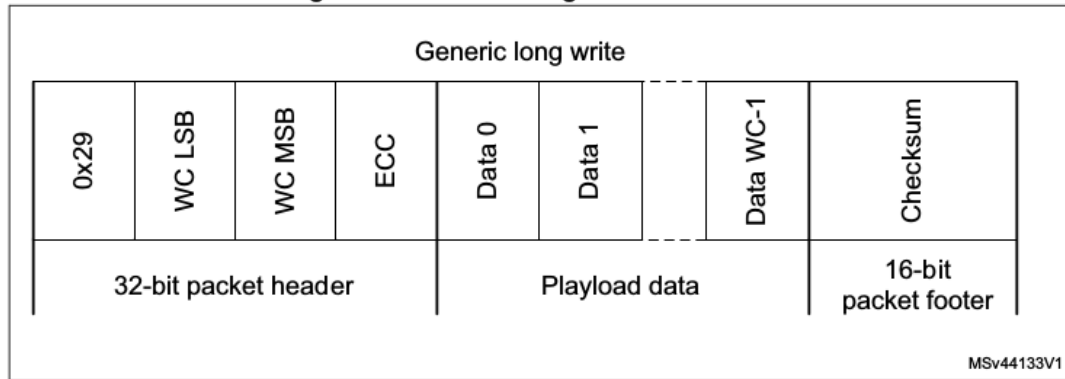 Generic long write
0x29
WC LSB
WC MSB
ECC
Data 0
Data 1
Data WC-1
Checksum
32-bit packet header
Playload data
16-bit
packet footer
MSv44133V1